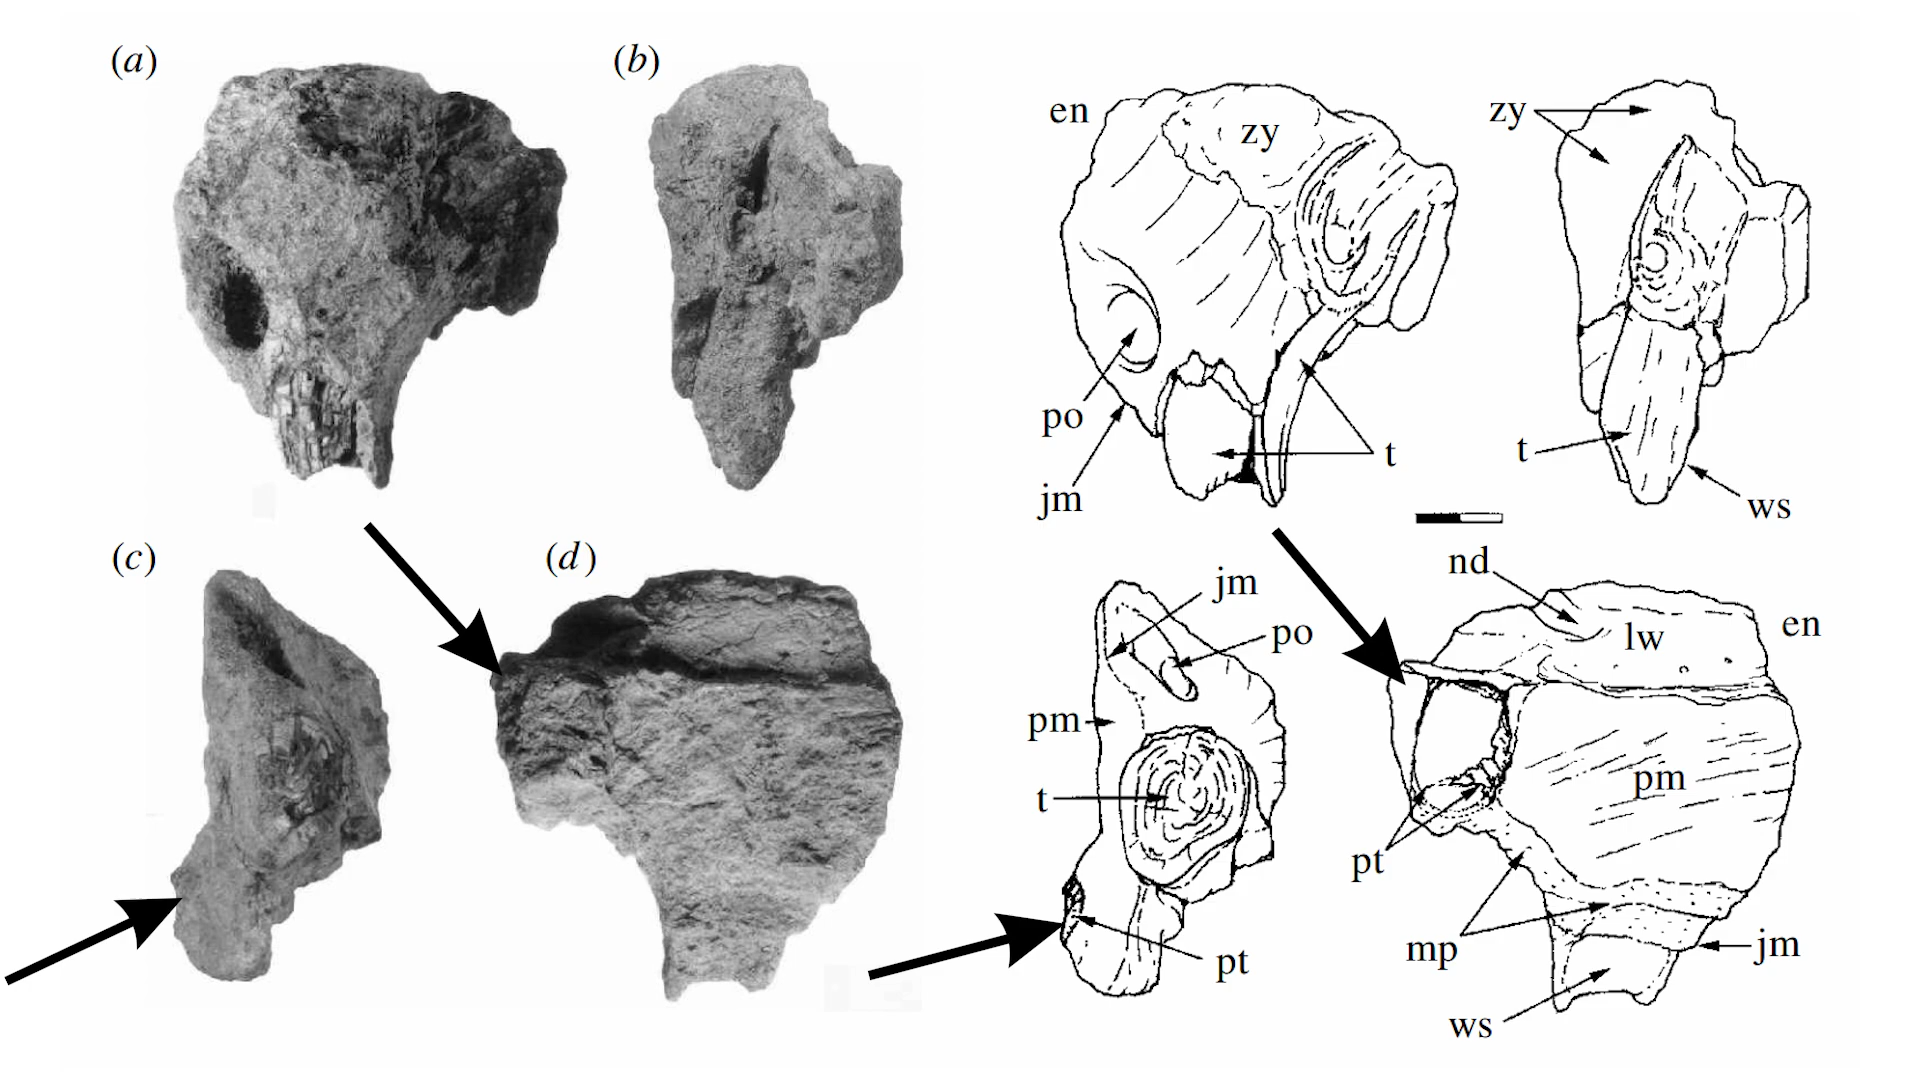 (a)
(b)
en
zy
po
jm
t
zy
t
ws
(c)
(d)
jm
po
pm
t
pt
nd
lw
en
pm
pt
mp
jm
ws